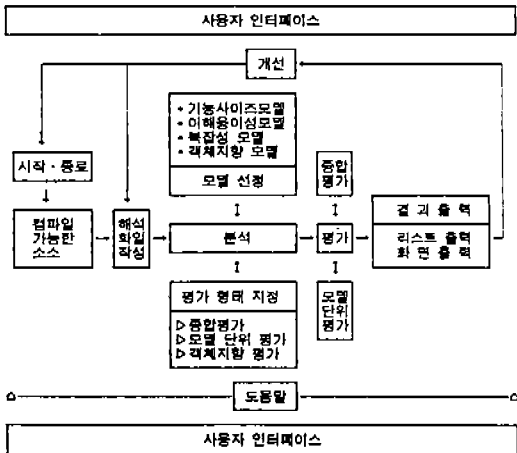 사용자 인터페이스
개선
• 기능사이즈모델
• 이해용이성모델
• 복잡성 모델
• 객체지향 모델
모델 선정
시작·종료
종합
평가
컴파일
가능한
소스
해석
화일
작성
분석
평가
결과출력
리스트 출력
화면 출력
평가 형태 지정
▷종합평가
▷모델 단위 평가
▷객체지향 평가
모델
단위
평가
도움말
사용자 인터페이스